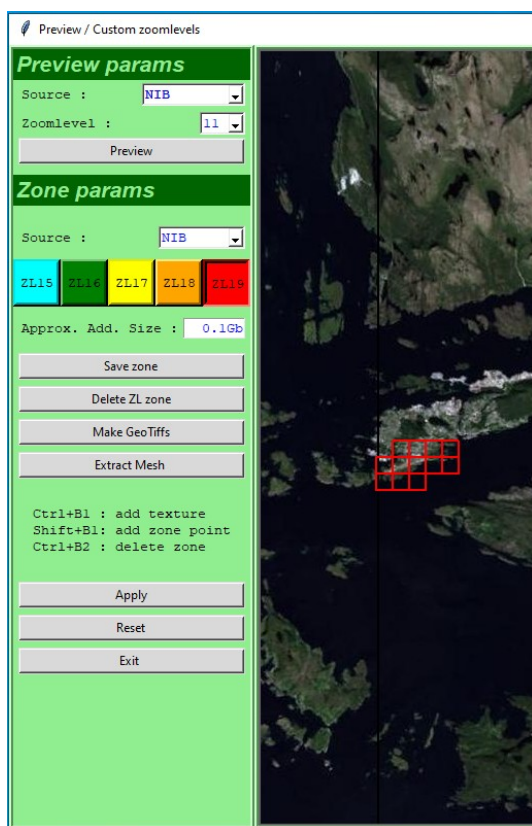 Preview / Custom zoomlevels
Preview params
Source : NIB
Zoomlevel : 11
Preview
Zone params
Source : NIB
ZL15 ZL16 ZL17 ZL18 ZL19
Approx. Add. Size : 0.1Gb
Save zone
Delete ZL zone
Make GeoTiffs
Extract Mesh
Ctrl+B1 : add texture
Shift+B1: add zone point
Ctrl+B2 : delete zone
Apply
Reset
Exit